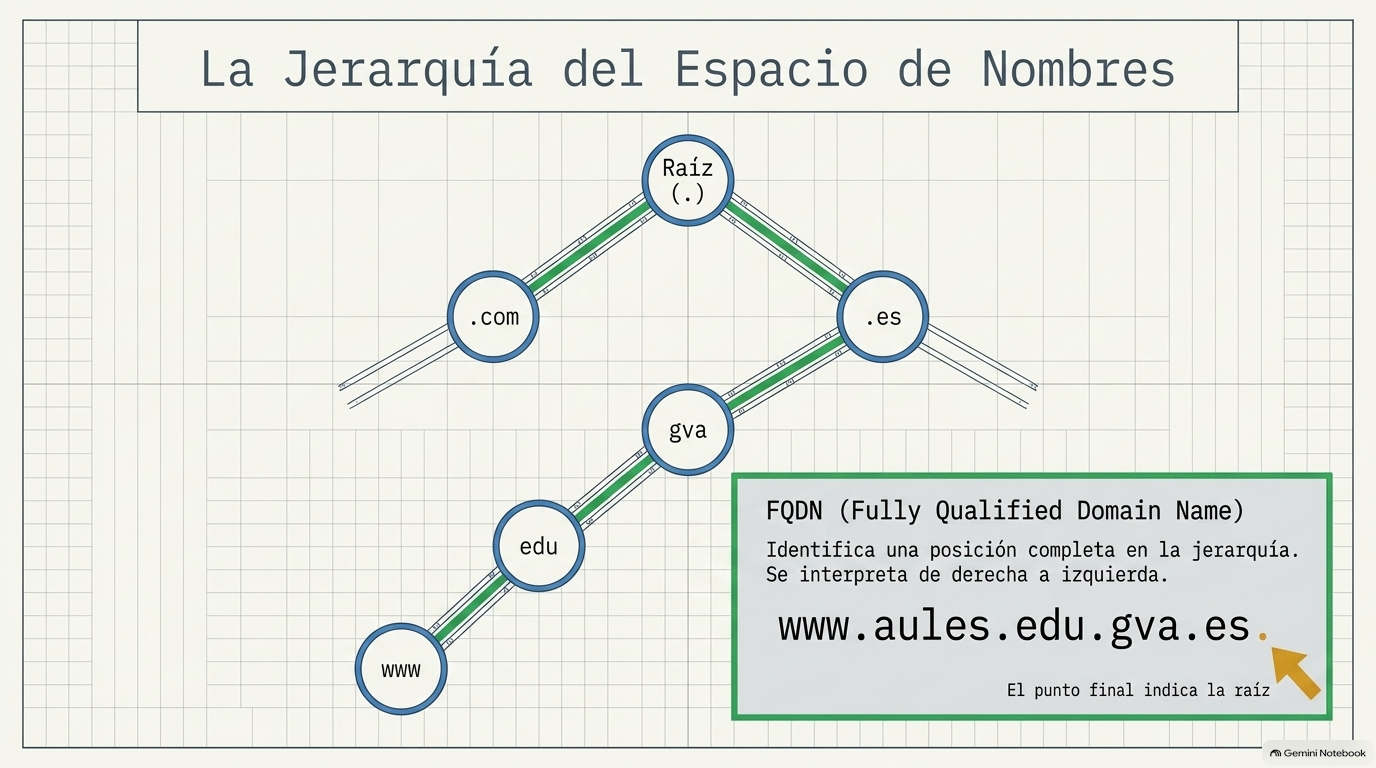 La Jerarquía del Espacio de Nombres
Raíz
(.)
.com
.es
gva
edu
www
FQDN (Fully Qualified Domain Name)
Identifica una posición completa en la jerarquía.
Se interpreta de derecha a izquierda.
www.aules.edu.gva.es.
El punto final indica la raíz
Gemini Notebook